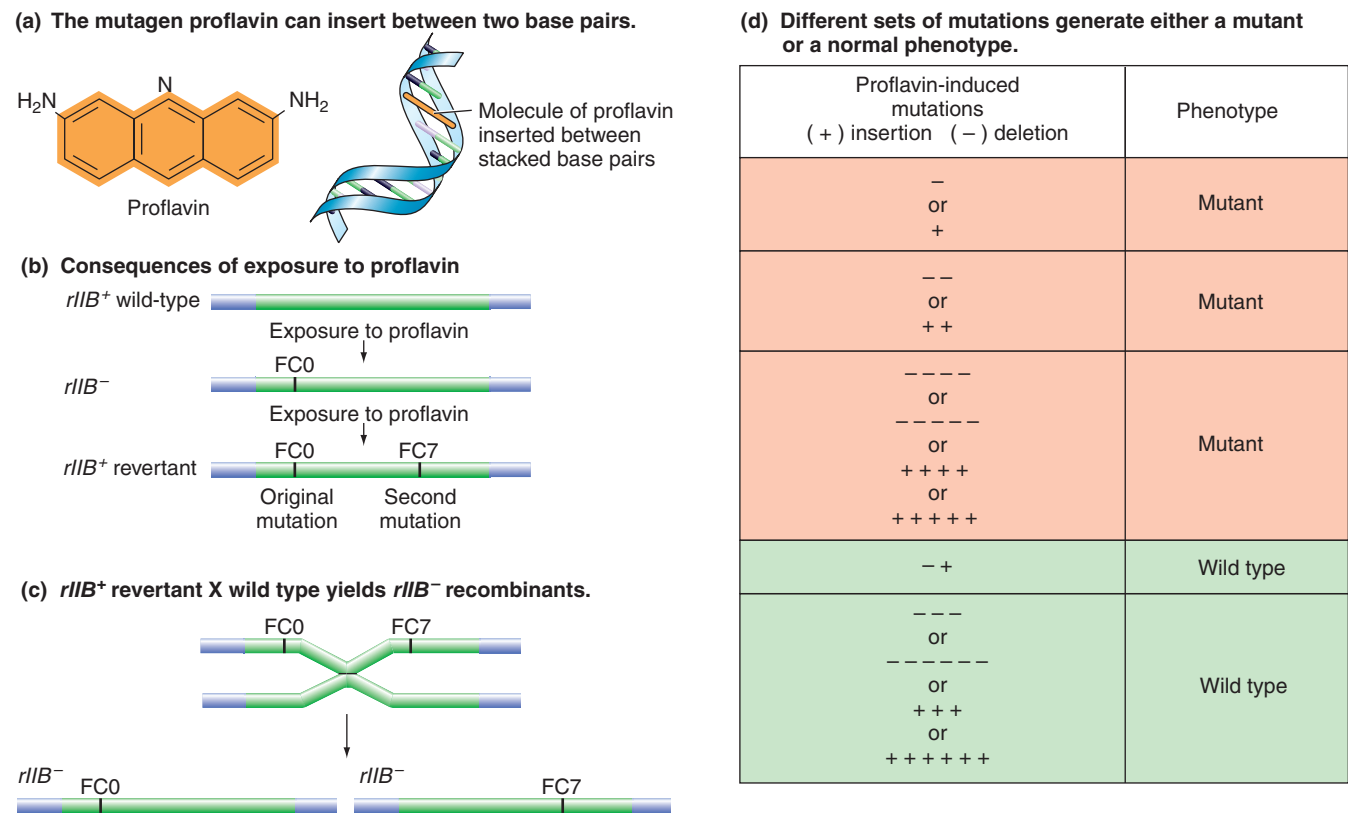 (a) The mutagen proflavin can insert between two base pairs.
H₂N
N
NH₂
Proflavin
Molecule of proflavin
inserted between
stacked base pairs
(b) Consequences of exposure to proflavin
rIIB⁺ wild-type
Exposure to proflavin
FC0
rIIB⁻
Exposure to proflavin
FC0 FC7
rIIB⁺ revertant
Original Second
mutation mutation
(c) rIIB⁺ revertant X wild type yields rIIB⁻ recombinants.
FC0 FC7
rIIB⁻
FC0
rIIB⁻
FC7
(d) Different sets of mutations generate either a mutant
or a normal phenotype.
Proflavin-induced
mutations
(+) insertion (−) deletion
Phenotype
−
or
+
Mutant
− −
or
+ +
Mutant
− − − −
or
− − − − −
or
+ + + +
or
+ + + + +
Mutant
− +
Wild type
− − −
or
− − − − − −
or
+ + +
or
+ + + + + +
Wild type